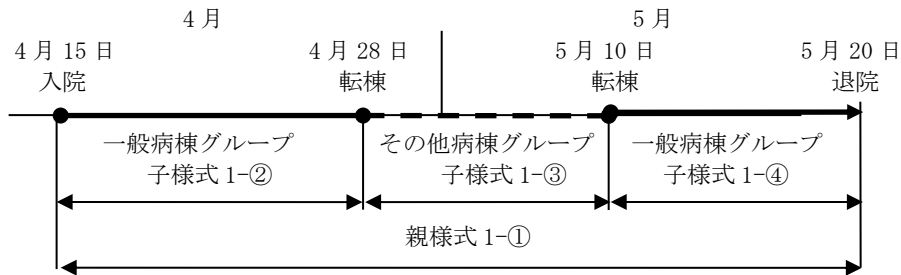 4月 5月
4月15日 4月28日 5月10日 5月20日
入院 転棟 転棟 退院
一般病棟グループ その他病棟グループ 一般病棟グループ
子様式1-② 子様式1-③ 子様式1-④
親様式1-①